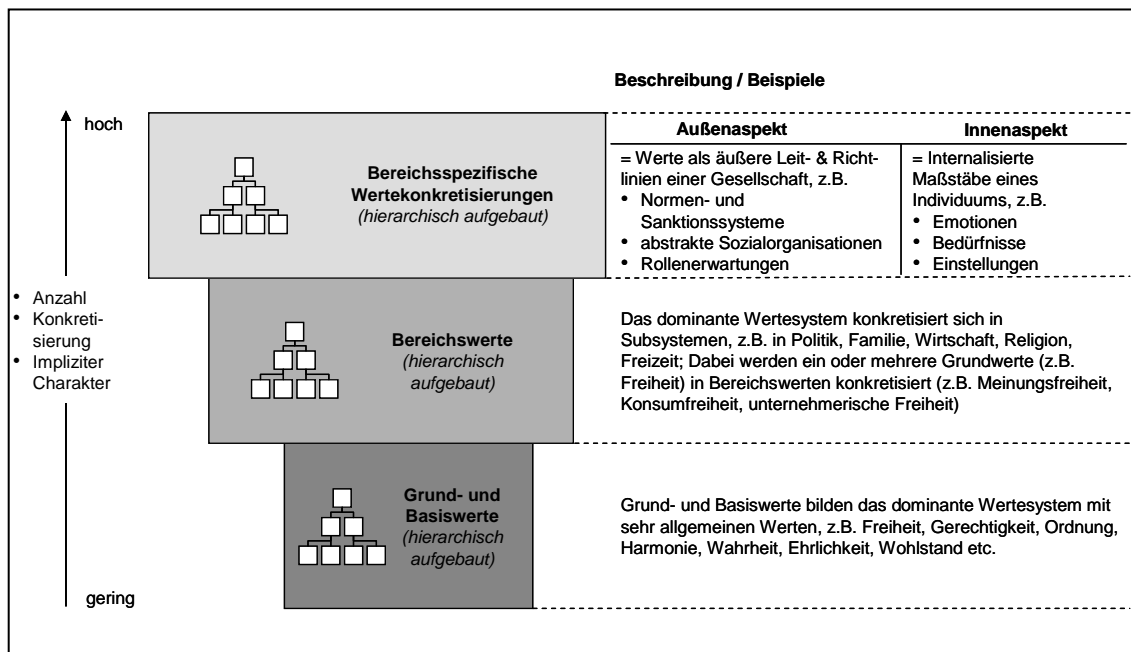 Beschreibung / Beispiele
hoch
Bereichsspezifische
Wertekonkretisierungen
(hierarchisch aufgebaut)
Außenaspekt
= Werte als äußere Leit- & Richt-
linien einer Gesellschaft, z.B.
• Normen- und
Sanktionssysteme
• abstrakte Sozialorganisationen
• Rollenerwartungen
Innenaspekt
= Internalisierte
Maßstäbe eines
Individuums, z.B.
• Emotionen
• Bedürfnisse
• Einstellungen
• Anzahl
• Konkreti-
sierung
• Impliziter
Charakter
Bereichswerte
(hierarchisch
aufgebaut)
Das dominante Wertesystem konkretisiert sich in
Subsystemen, z.B. in Politik, Familie, Wirtschaft, Religion,
Freizeit; Dabei werden ein oder mehrere Grundwerte (z.B.
Freiheit) in Bereichswerten konkretisiert (z.B. Meinungsfreiheit,
Konsumfreiheit, unternehmerische Freiheit)
Grund- und
Basiswerte
(hierarchisch
aufgebaut)
Grund- und Basiswerte bilden das dominante Wertesystem mit
sehr allgemeinen Werten, z.B. Freiheit, Gerechtigkeit, Ordnung,
Harmonie, Wahrheit, Ehrlichkeit, Wohlstand etc.
gering